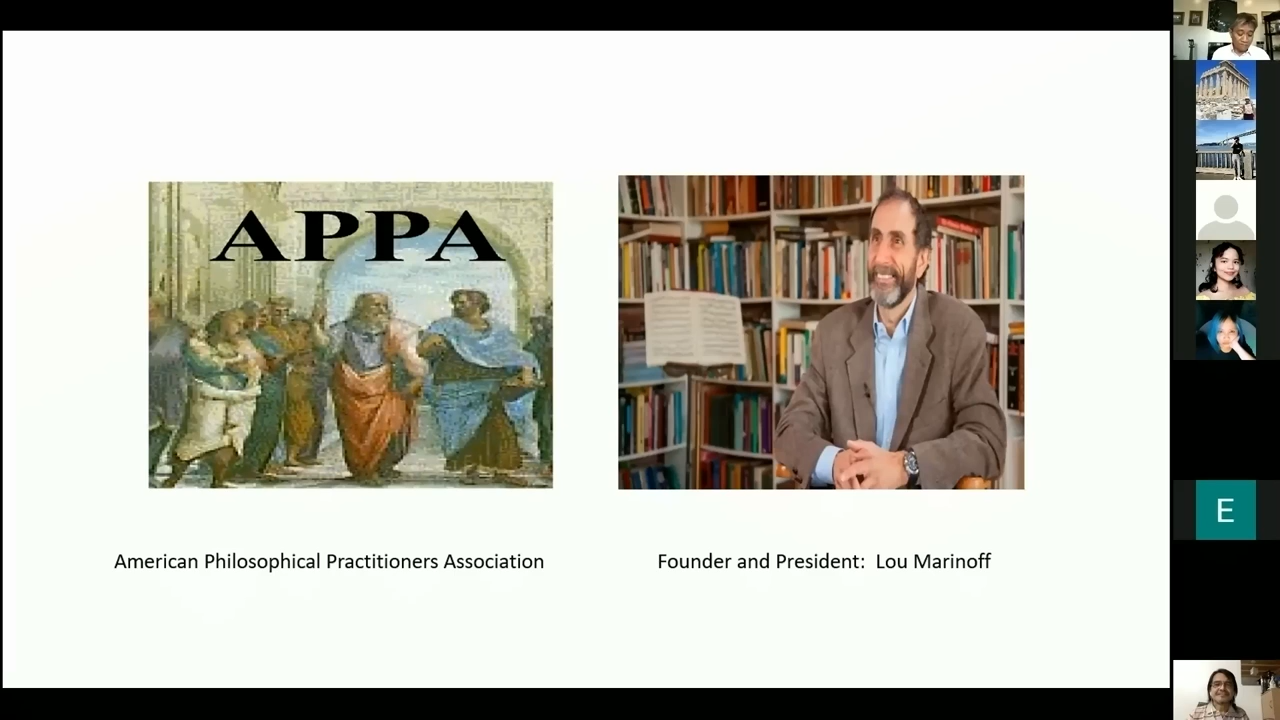 APPA
American Philosophical Practitioners Association
Founder and President:  Lou Marinoff
E